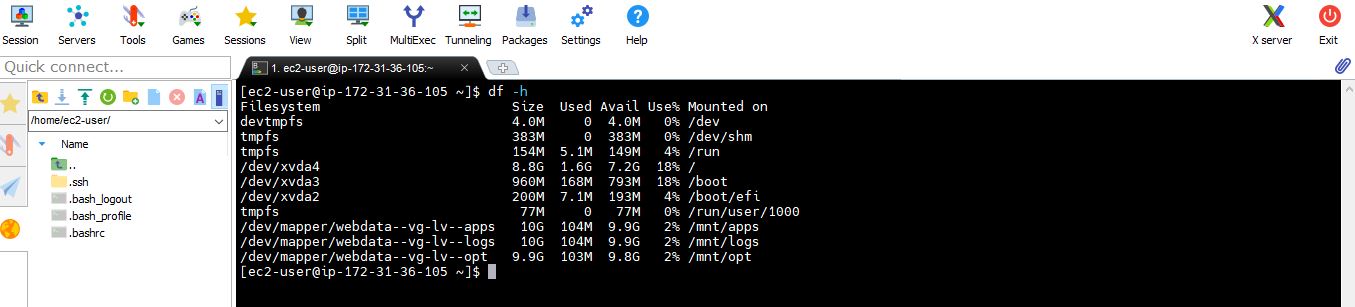 Session Servers Tools Games Sessions View Split MultiExec Tunneling Packages Settings Help X server Exit
Quick connect...
1. ec2-user@ip-172-31-36-105:~
/home/ec2-user/
Name
..
.ssh
.bash_logout
.bash_profile
.bashrc
[ec2-user@ip-172-31-36-105 ~]$ df -h
Filesystem                       Size  Used Avail Use% Mounted on
devtmpfs                         4.0M     0  4.0M   0% /dev
tmpfs                            383M     0  383M   0% /dev/shm
tmpfs                            154M  5.1M  149M   4% /run
/dev/xvda4                       8.8G  1.6G  7.2G  18% /
/dev/xvda3                       960M  168M  793M  18% /boot
/dev/xvda2                       200M  7.1M  193M   4% /boot/efi
tmpfs                             77M     0   77M   0% /run/user/1000
/dev/mapper/webdata--vg-lv--apps  10G  104M  9.9G   2% /mnt/apps
/dev/mapper/webdata--vg-lv--logs  10G  104M  9.9G   2% /mnt/logs
/dev/mapper/webdata--vg-lv--opt  9.9G  103M  9.8G   2% /mnt/opt
[ec2-user@ip-172-31-36-105 ~]$